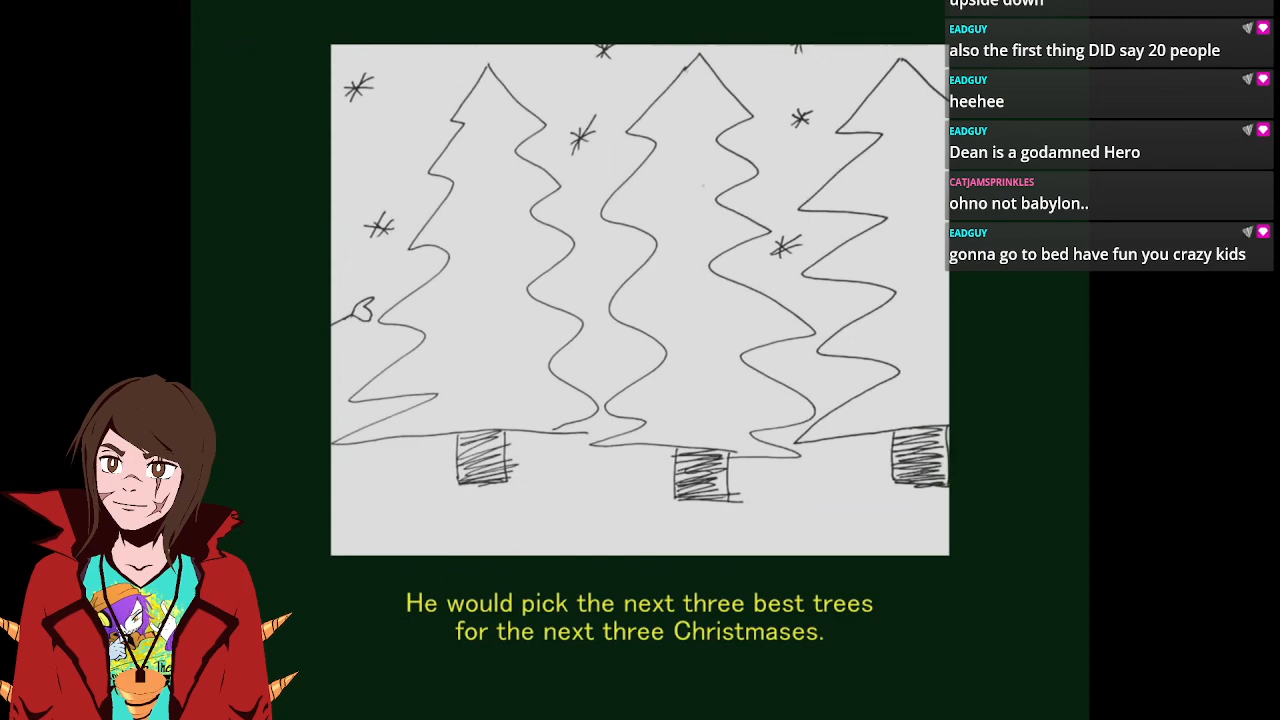 upside down
EADGUY
also the first thing DID say 20 people
EADGUY
heehee
EADGUY
Dean is a godamned Hero
CATJAMSPRINKLES
ohno not babylon..
EADGUY
gonna go to bed have fun you crazy kids
He would pick the next three best trees
for the next three Christmases.